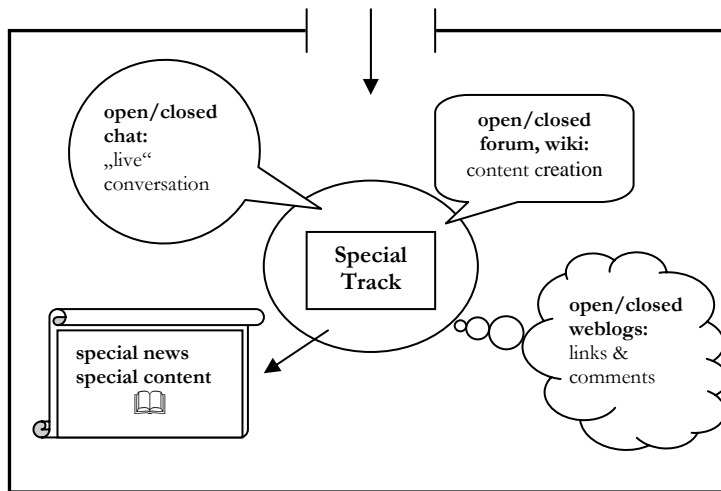 open/closed
chat:
„live“
conversation
open/closed
forum, wiki:
content creation
Special
Track
special news
special content
open/closed
weblogs:
links &
comments